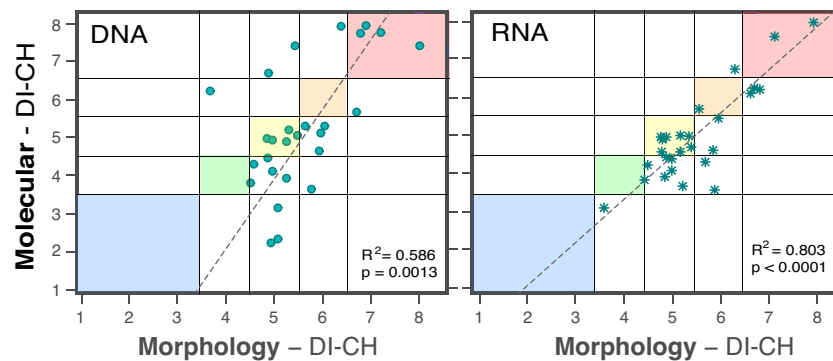 DNA
RNA
8
7
6
5
4
3
2
1
Molecular - DI-CH
R²= 0.586
p = 0.0013
R²= 0.803
p < 0.0001
1 2 3 4 5 6 7 8
1 2 3 4 5 6 7 8
Morphology – DI-CH
Morphology – DI-CH